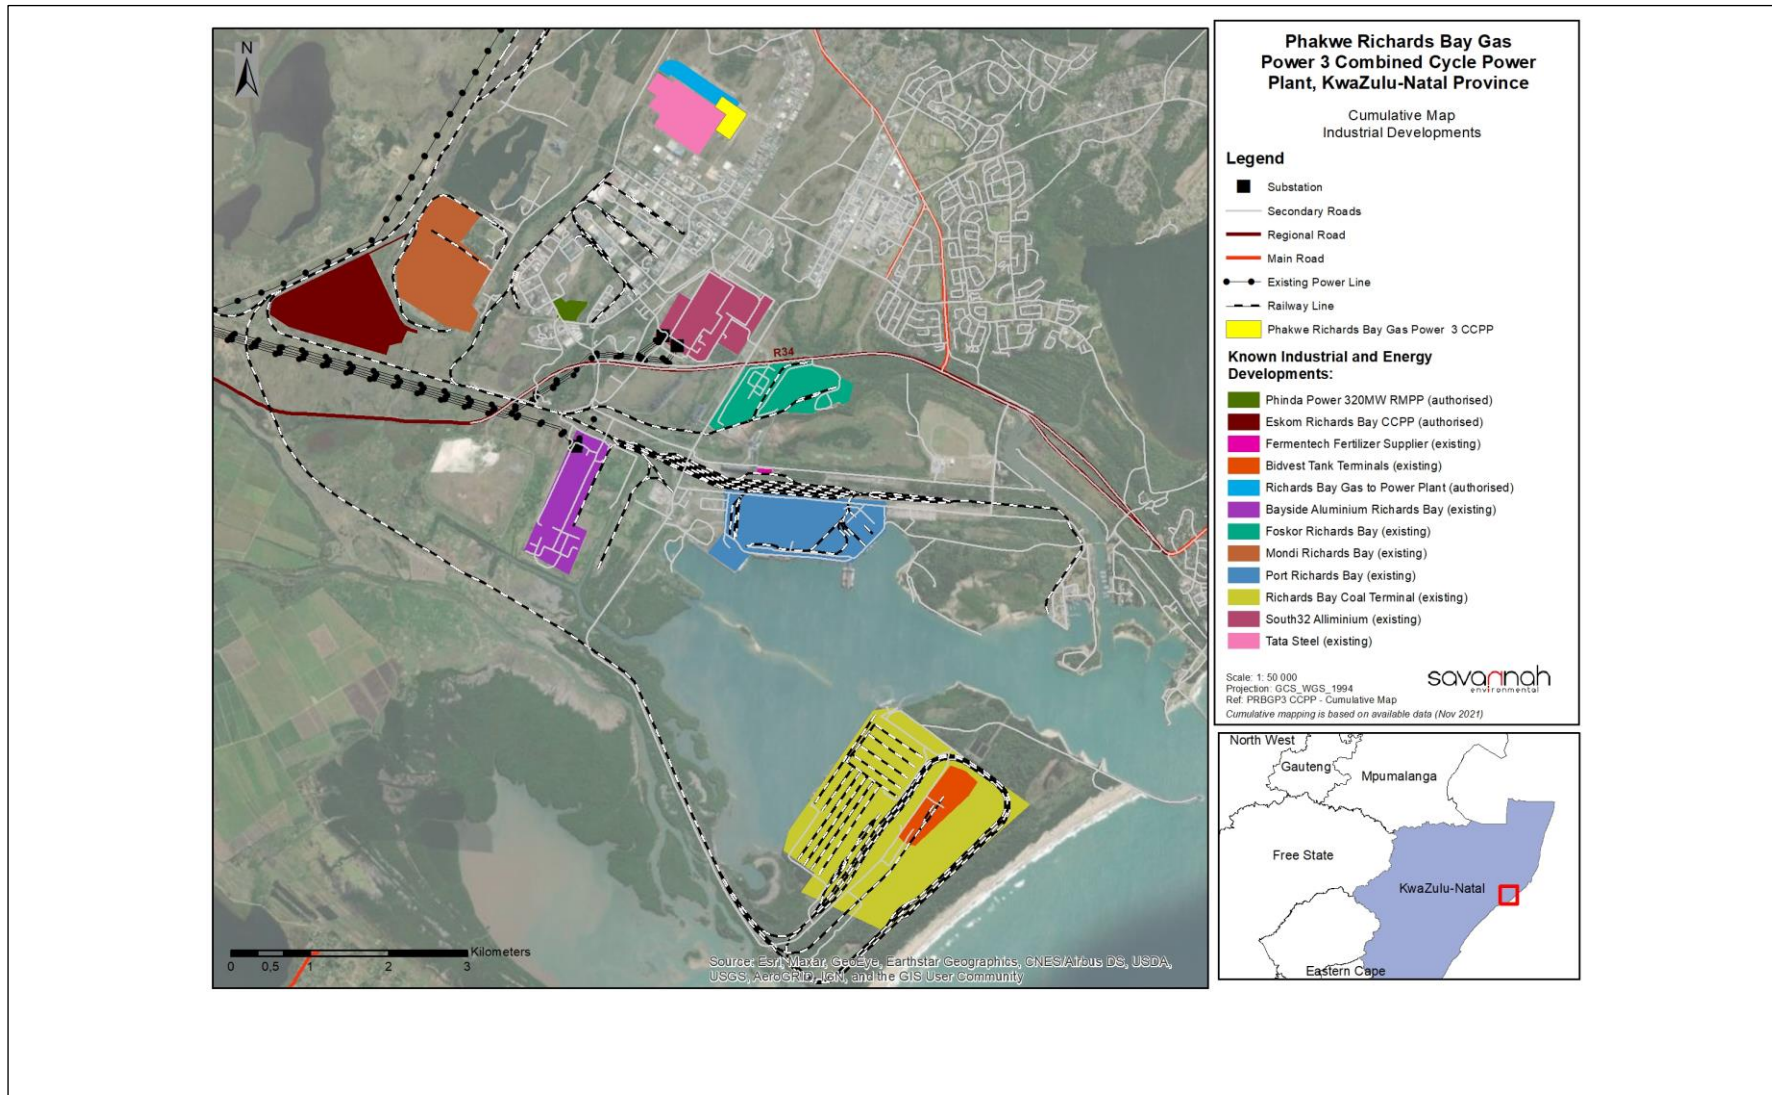 N
R34
Kilometers
0 0,5 1 2 3
Source: Esri, Maxar, GeoEye, Earthstar Geographics, CNES/Airbus DS, USDA,
USGS, AeroGRID, IGN, and the GIS User Community
Phakwe Richards Bay Gas
Power 3 Combined Cycle Power
Plant, KwaZulu-Natal Province
Cumulative Map
Industrial Developments
Legend
Substation
Secondary Roads
Regional Road
Main Road
Existing Power Line
Railway Line
Phakwe Richards Bay Gas Power 3 CCPP
Known Industrial and Energy
Developments:
Phinda Power 320MW RMPP (authorised)
Eskom Richards Bay CCPP (authorised)
Fermentech Fertilizer Supplier (existing)
Bidvest Tank Terminals (existing)
Richards Bay Gas to Power Plant (authorised)
Bayside Aluminium Richards Bay (existing)
Foskor Richards Bay (existing)
Mondi Richards Bay (existing)
Port Richards Bay (existing)
Richards Bay Coal Terminal (existing)
South32 Alliminium (existing)
Tata Steel (existing)
Scale: 1: 50 000
Projection: GCS_WGS_1994
Ref: PRBGP3 CCPP - Cumulative Map
Cumulative mapping is based on available data (Nov 2021)
savannah
environmental
North West
Gauteng
Mpumalanga
Free State
KwaZulu-Natal
Eastern Cape